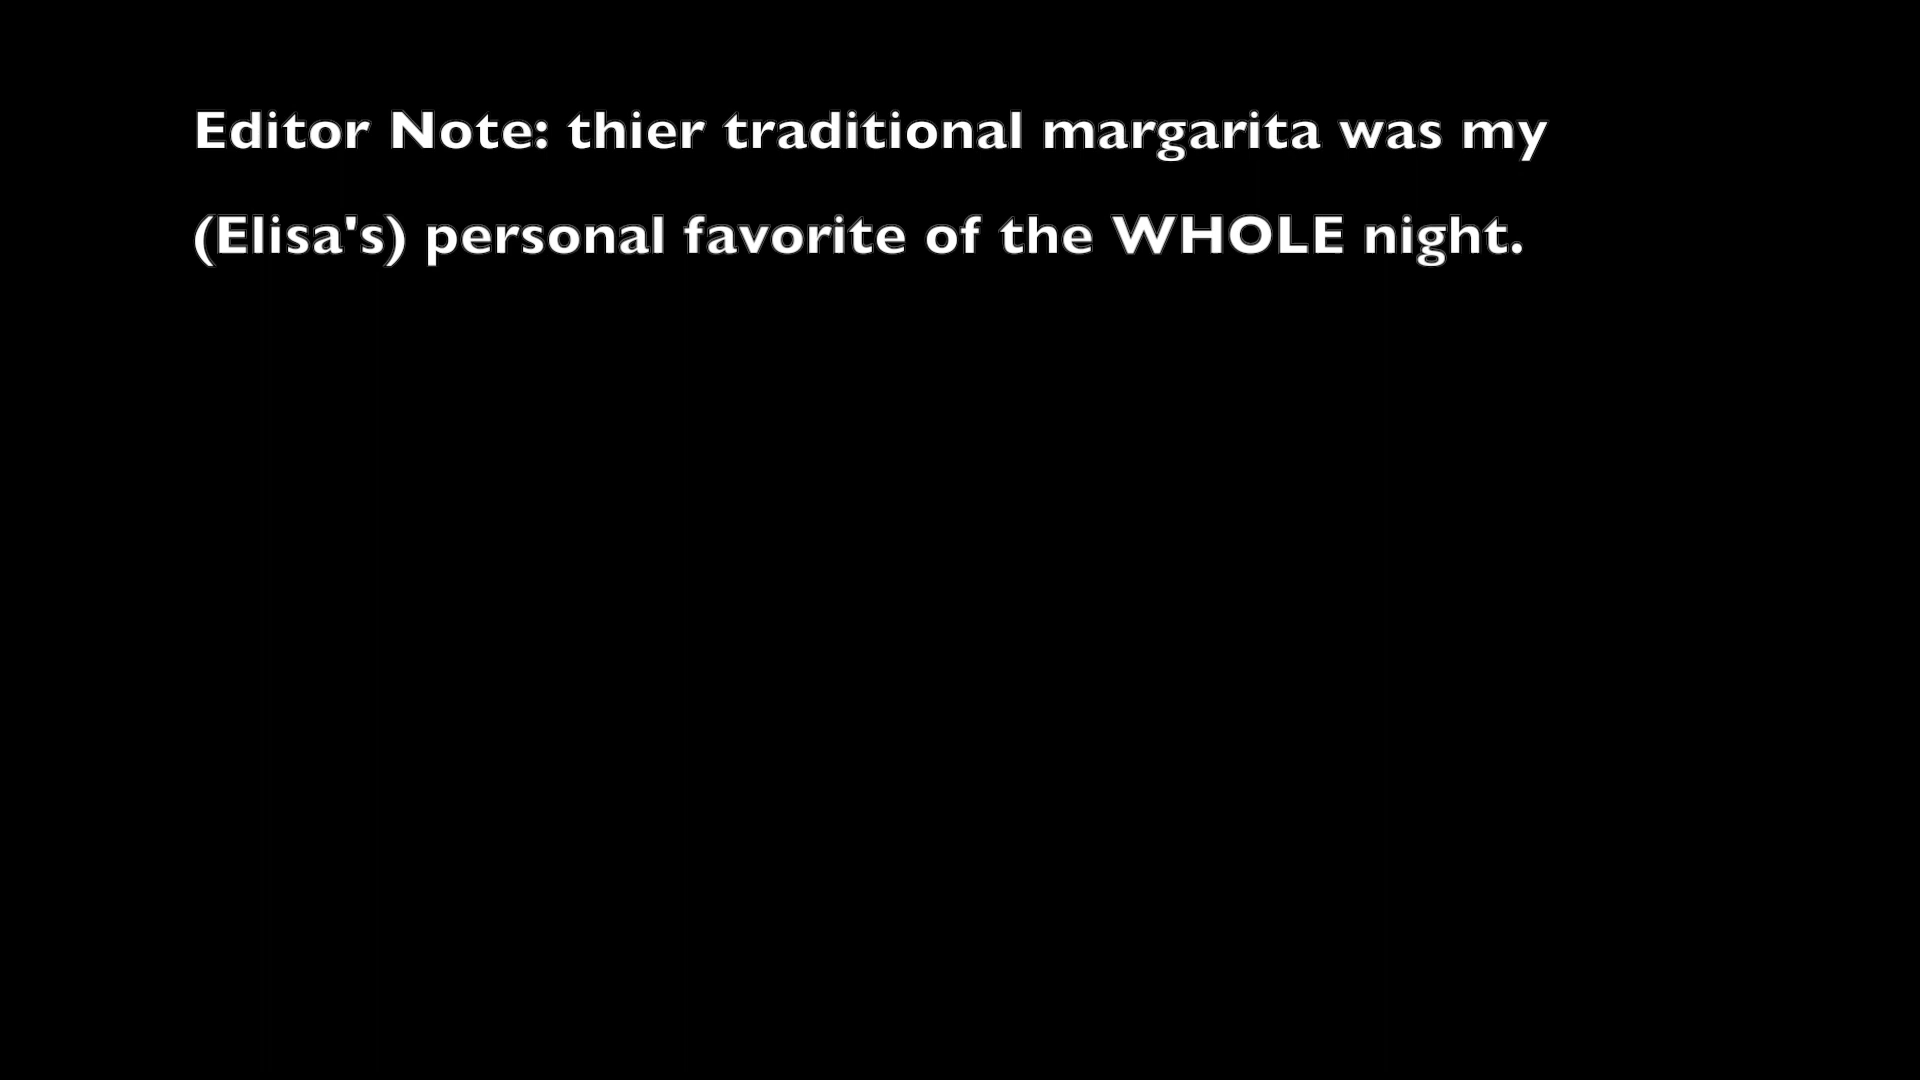 Editor Note: thier traditional margarita was my
(Elisa's) personal favorite of the WHOLE night.